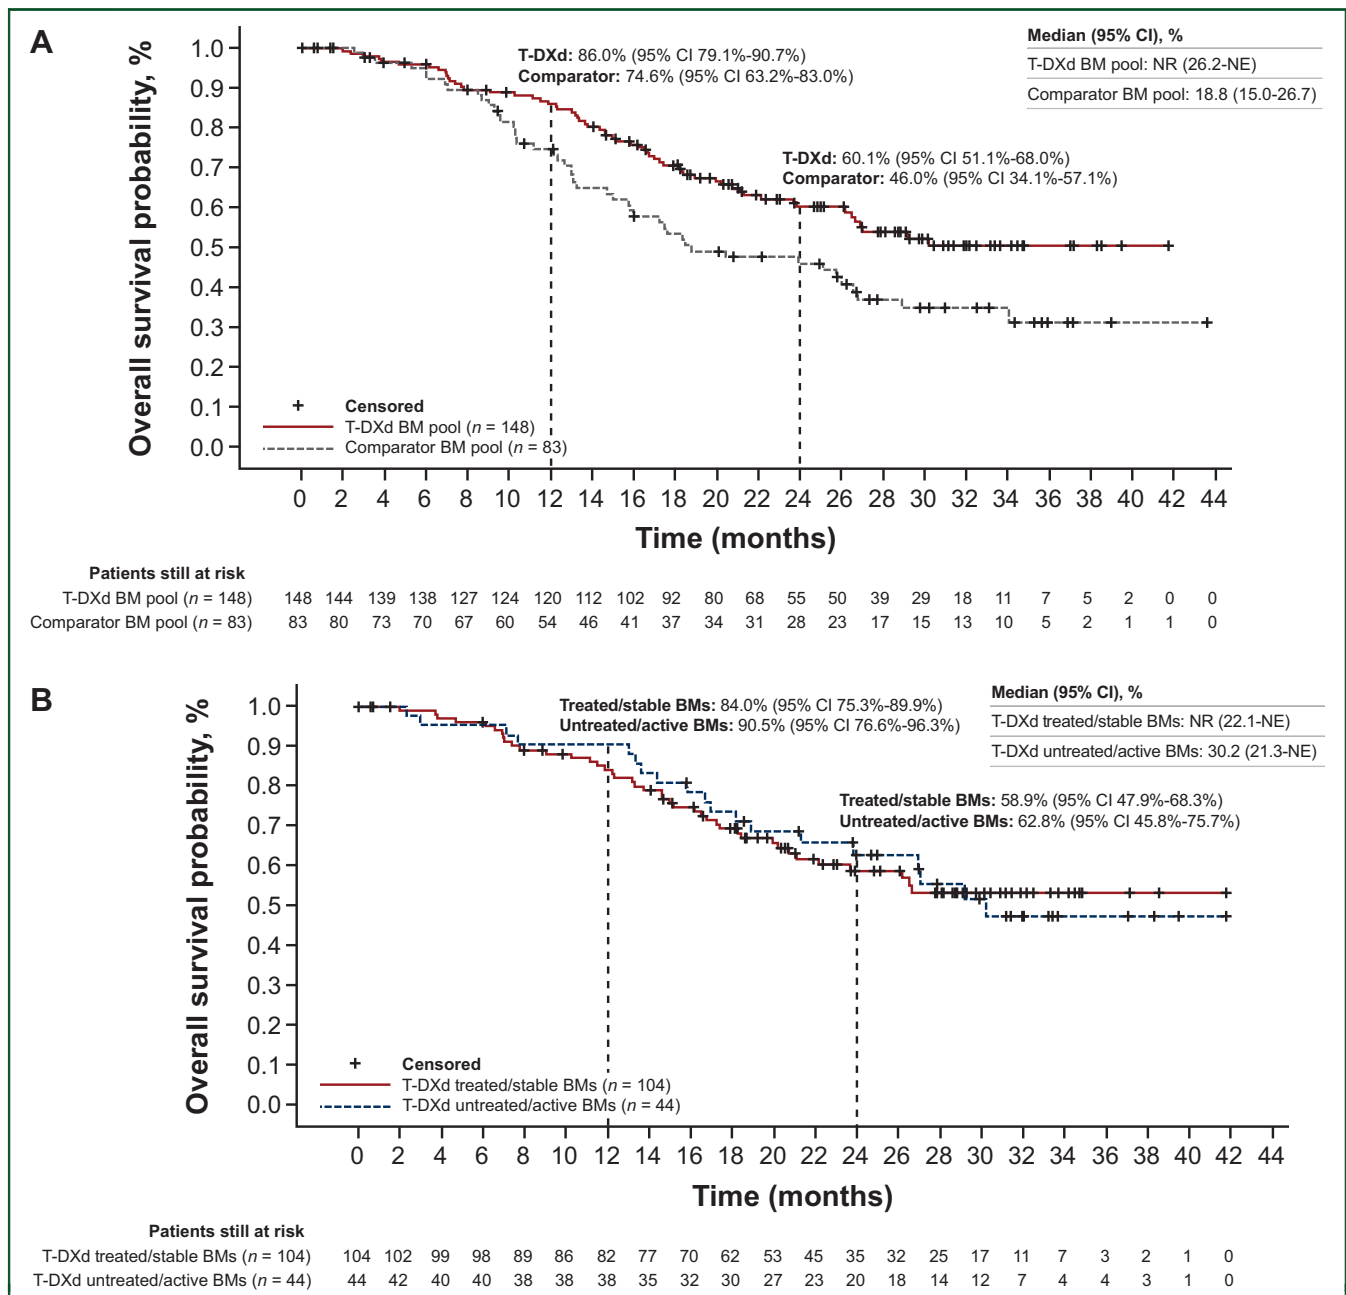 A
Overall survival probability, %
1.0
0.9
0.8
0.7
0.6
0.5
0.4
0.3
0.2
0.1
0.0
T-DXd: 86.0% (95% CI 79.1%-90.7%)
Comparator: 74.6% (95% CI 63.2%-83.0%)
Median (95% CI), %
T-DXd BM pool: NR (26.2-NE)
Comparator BM pool: 18.8 (15.0-26.7)
T-DXd: 60.1% (95% CI 51.1%-68.0%)
Comparator: 46.0% (95% CI 34.1%-57.1%)
Censored
T-DXd BM pool (n = 148)
Comparator BM pool (n = 83)
0 2 4 6 8 10 12 14 16 18 20 22 24 26 28 30 32 34 36 38 40 42 44
Time (months)
Patients still at risk
T-DXd BM pool (n = 148) 148 144 139 138 127 124 120 112 102 92 80 68 55 50 39 29 18 11 7 5 2 0 0
Comparator BM pool (n = 83) 83 80 73 70 67 60 54 46 41 37 34 31 28 23 17 15 13 10 5 2 1 1 0
B
Overall survival probability, %
1.0
0.9
0.8
0.7
0.6
0.5
0.4
0.3
0.2
0.1
0.0
Treated/stable BMs: 84.0% (95% CI 75.3%-89.9%)
Untreated/active BMs: 90.5% (95% CI 76.6%-96.3%)
Median (95% CI), %
T-DXd treated/stable BMs: NR (22.1-NE)
T-DXd untreated/active BMs: 30.2 (21.3-NE)
Treated/stable BMs: 58.9% (95% CI 47.9%-68.3%)
Untreated/active BMs: 62.8% (95% CI 45.8%-75.7%)
Censored
T-DXd treated/stable BMs (n = 104)
T-DXd untreated/active BMs (n = 44)
0 2 4 6 8 10 12 14 16 18 20 22 24 26 28 30 32 34 36 38 40 42 44
Time (months)
Patients still at risk
T-DXd treated/stable BMs (n = 104) 104 102 99 98 89 86 82 77 70 62 53 45 35 32 25 17 11 7 3 2 1 0
T-DXd untreated/active BMs (n = 44) 44 42 40 40 38 38 38 35 32 30 27 23 20 18 14 12 7 4 4 3 1 0